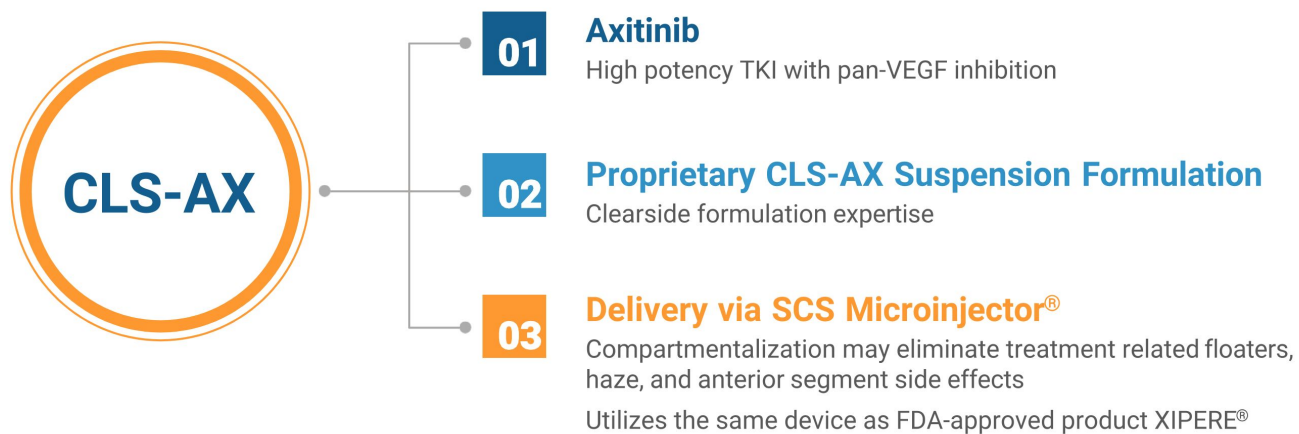 CLS-AX
01
Axitinib
High potency TKI with pan-VEGF inhibition
02
Proprietary CLS-AX Suspension Formulation
Clearside formulation expertise
03
Delivery via SCS Microinjector®
Compartmentalization may eliminate treatment related floaters,
haze, and anterior segment side effects
Utilizes the same device as FDA-approved product XIPERE®